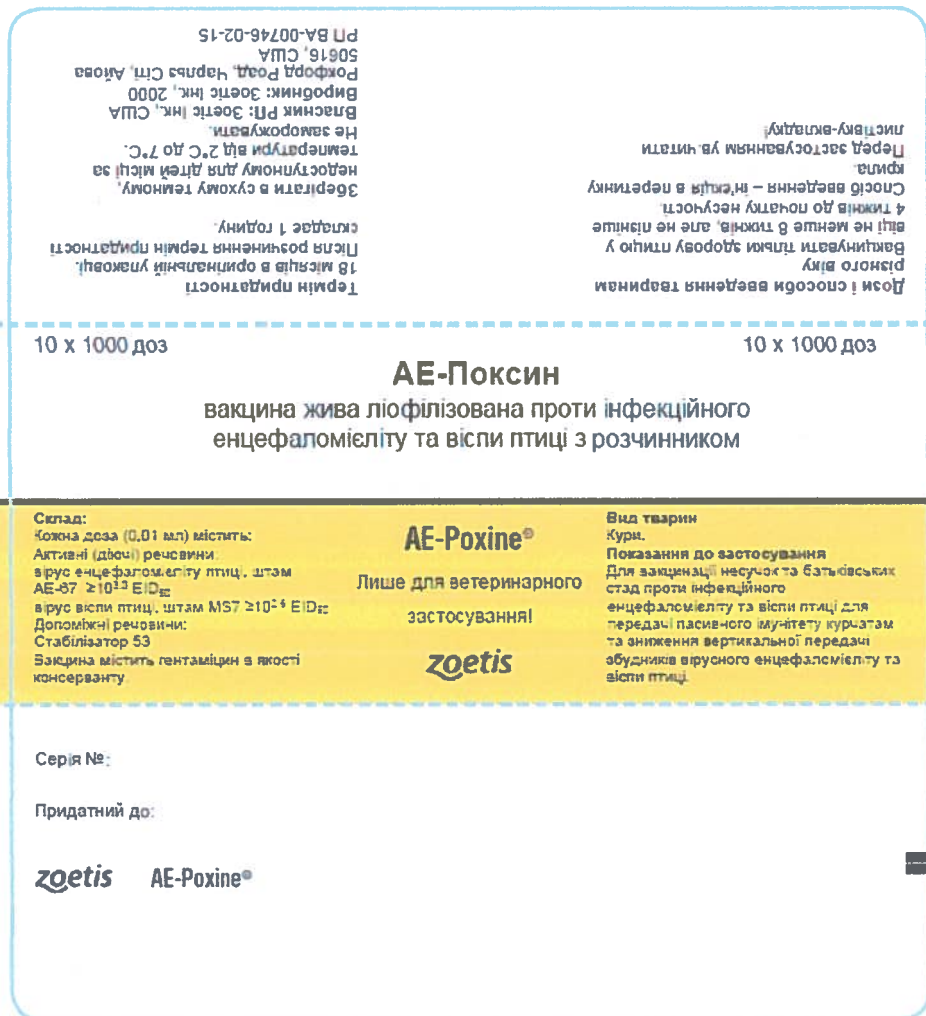 Дози і способи введення тваринам
різного віку
Вакцинувати тільки здорову птицю у
віці не менше 8 тижнів, але не пізніше
4 тижнів до початку несучості.
Спосіб введення – ін'єкція в перетинку
крила.
Перед застосуванням ув. читати
листівку-вкладку!
Термін придатності
18 місяців в оригінальній упаковці.
Після розчинення термін придатності
складає 1 годину.
Зберігати в сухому темному,
недоступному для дітей місці за
температури від 2°С до 7°С.
Не заморожувати.
Власник РП: Зоетіс Інк., США
Виробник: Зоетіс Інк., 2000
Рокфорд Роад, Чарльз Сіті, Айова
50616, США
РП ВА-00746-02-15
10 х 1000 доз
10 х 1000 доз
АЕ-Поксин
вакцина жива ліофілізована проти інфекційного
енцефаломієліту та віспи птиці з розчинником
Склад:
Кожна доза (0,01 мл) містить:
Активні (діючі) речовини:
вірус енцефаломієліту птиці, штам
АЕ-67 EID50
вірус віспи птиці, штам MS7 EID50
Допоміжні речовини:
Стабілізатор 53
Вакцина містить гентаміцин в якості
консерванту.
AE-Poxine®
Лише для ветеринарного
застосування!
zoetis
Вид тварин
Кури.
Показання до застосування
Для вакцинації несучок та батьківських
стад проти інфекційного
енцефаломієліту та віспи птиці для
передачі пасивного імунітету курчатам
та зниження вертикальної передачі
збудників вірусного енцефаломієліту та
віспи птиці.
Серія №:
Придатний до:
zoetis AE-Poxine®